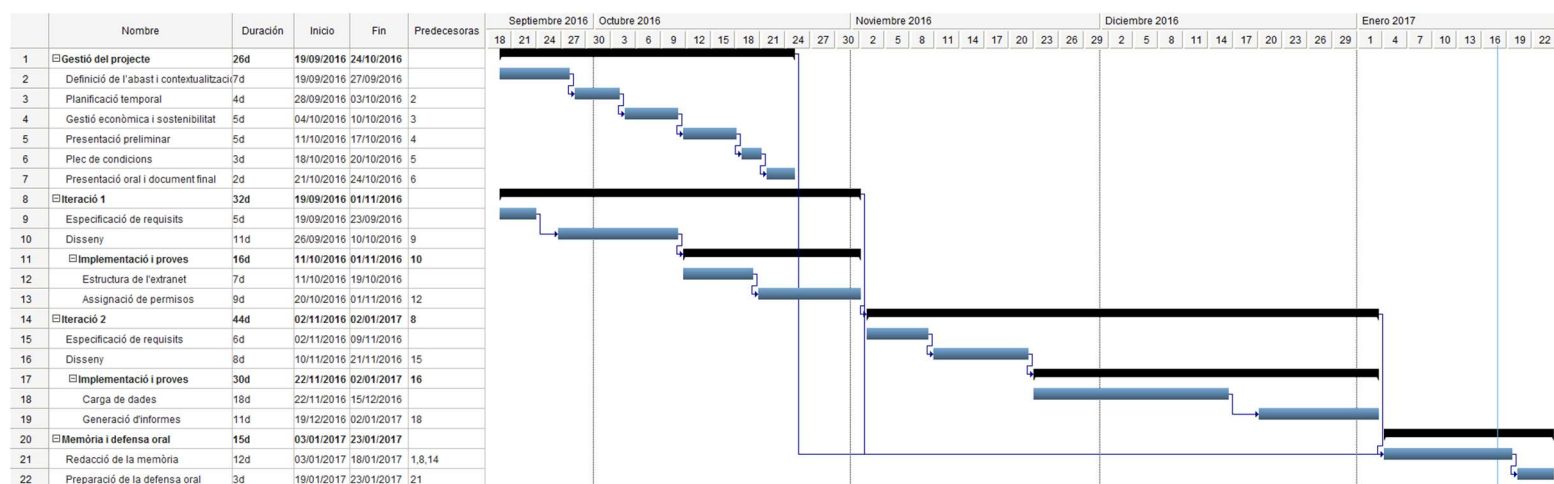 Nombre Duración Inicio Fin Predecesoras
Septiembre 2016 Octubre 2016 Noviembre 2016 Diciembre 2016 Enero 2017
18 21 24 27 30 3 6 9 12 15 18 21 24 27 30 2 5 8 11 14 17 20 23 26 29 2 5 8 11 14 17 20 23 26 29 1 4 7 10 13 16 19 22
1 Gestió del projecte 26d 19/09/2016 24/10/2016
2 Definició de l'abast i contextualització 7d 19/09/2016 27/09/2016
3 Planificació temporal 4d 28/09/2016 03/10/2016 2
4 Gestió econòmica i sostenibilitat 5d 04/10/2016 10/10/2016 3
5 Presentació preliminar 5d 11/10/2016 17/10/2016 4
6 Plec de condicions 3d 18/10/2016 20/10/2016 5
7 Presentació oral i document final 2d 21/10/2016 24/10/2016 6
8 Iteració 1 32d 19/09/2016 01/11/2016
9 Especificació de requisits 5d 19/09/2016 23/09/2016
10 Disseny 11d 26/09/2016 10/10/2016 9
11 Implementació i proves 16d 11/10/2016 01/11/2016 10
12 Estructura de l'extranet 7d 11/10/2016 19/10/2016
13 Assignació de permisos 9d 20/10/2016 01/11/2016 12
14 Iteració 2 44d 02/11/2016 02/01/2017 8
15 Especificació de requisits 6d 02/11/2016 09/11/2016
16 Disseny 8d 10/11/2016 21/11/2016 15
17 Implementació i proves 30d 22/11/2016 02/01/2017 16
18 Carga de dades 18d 22/11/2016 15/12/2016
19 Generació d'informes 11d 19/12/2016 02/01/2017 18
20 Memória i defensa oral 15d 03/01/2017 23/01/2017
21 Redacció de la memòria 12d 03/01/2017 18/01/2017 1,8,14
22 Preparació de la defensa oral 3d 19/01/2017 23/01/2017 21